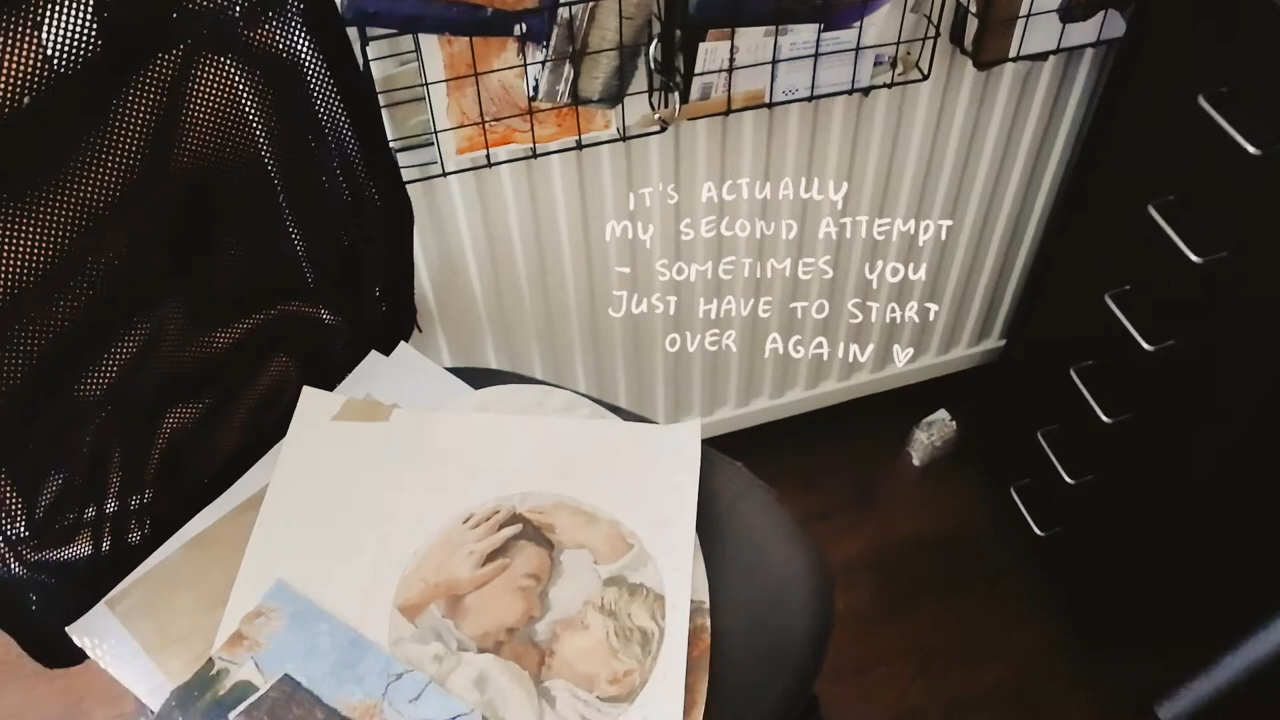 IT'S ACTUALLY
MY SECOND ATTEMPT
- SOMETIMES YOU
JUST HAVE TO START
OVER AGAIN